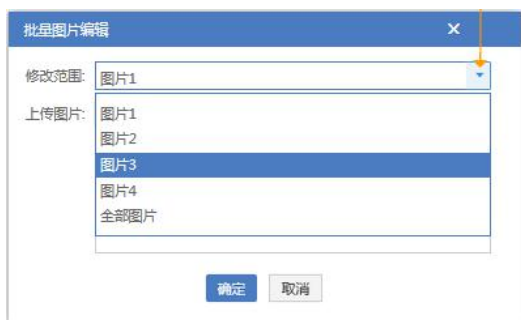 批量图片编辑
修改范围: 图片1
上传图片: 图片1
图片2
图片3
图片4
全部图片
确定 取消